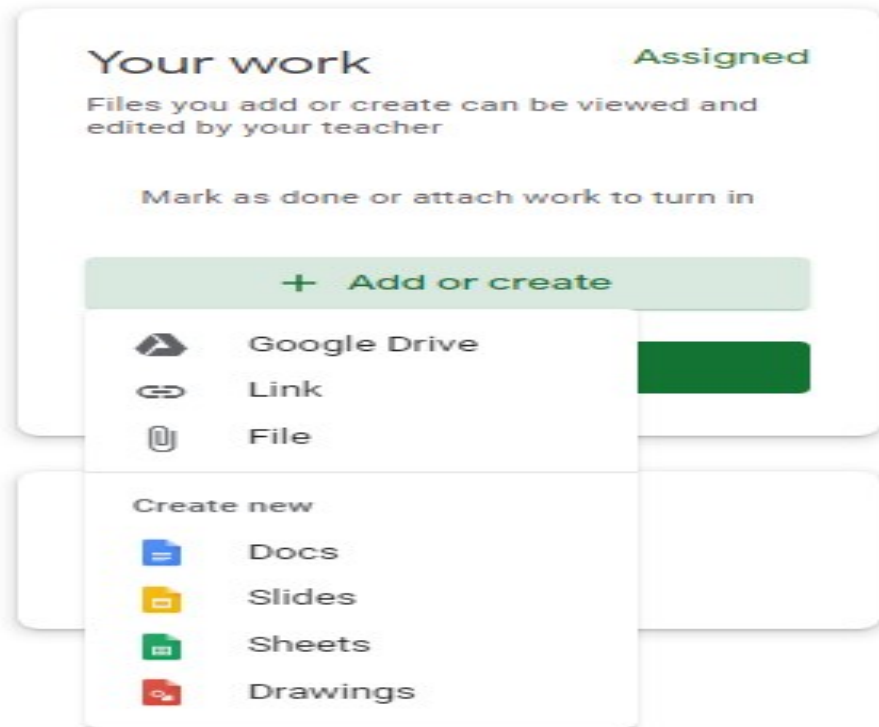 Your work
Assigned
Files you add or create can be viewed and
edited by your teacher
Mark as done or attach work to turn in
+ Add or create
Google Drive
Link
File
Create new
Docs
Slides
Sheets
Drawings